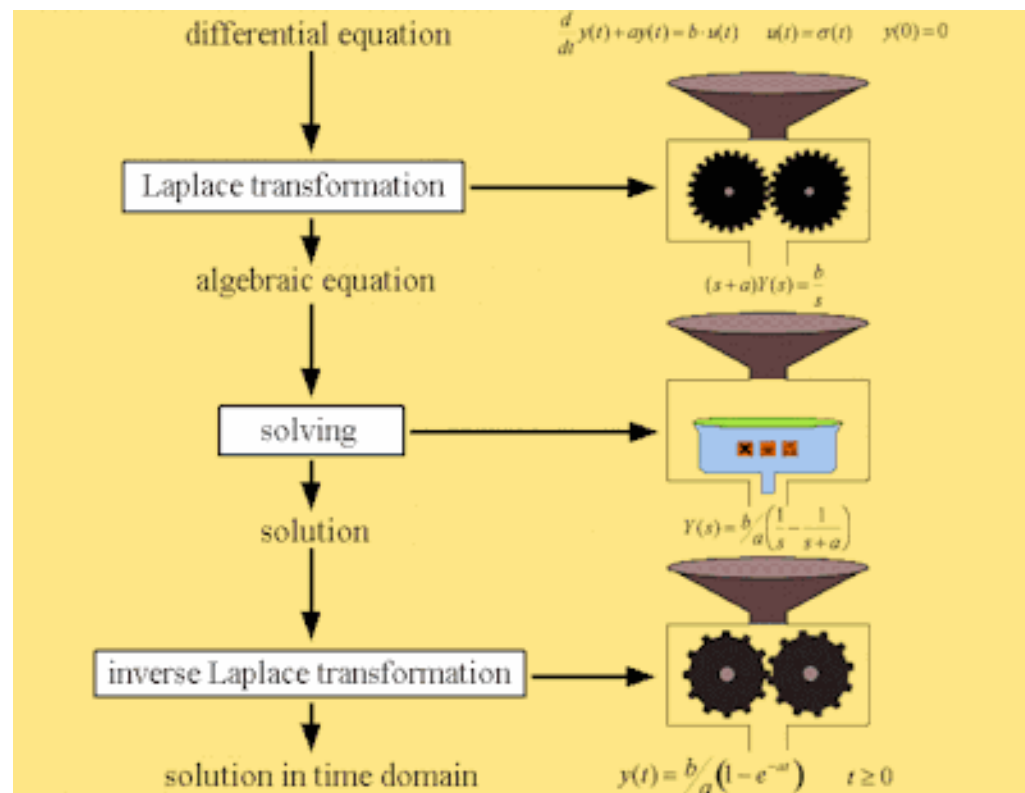 differential equation
d/dt y(t) + ay(t) = b · u(t) u(t) = σ(t) y(0) = 0
Laplace transformation
algebraic equation
(s + a)Y(s) = b/s
solving
solution
Y(s) = b/a(1/s - 1/(s + a))
inverse Laplace transformation
solution in time domain
y(t) = b/a(1 - e^{-at}) t ≥ 0